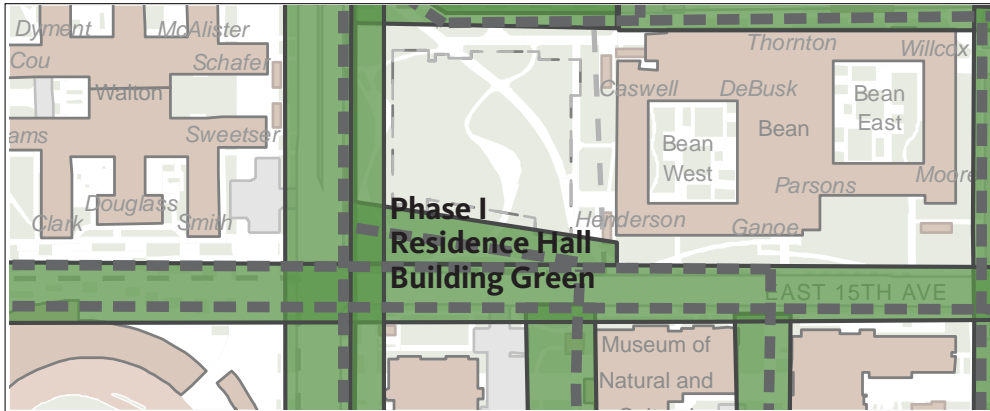 Dyment
McAlister
Cou
Schafer
Walton
ams
Sweetser
Douglass
Clark
Smith
Thornton
Willcox
Caswell
DeBusk
Bean
East
Bean
Bean
West
Moore
Parsons
Henderson
Ganoe
Phase I
Residence Hall
Building Green
EAST 15TH AVE
Museum of
Natural and